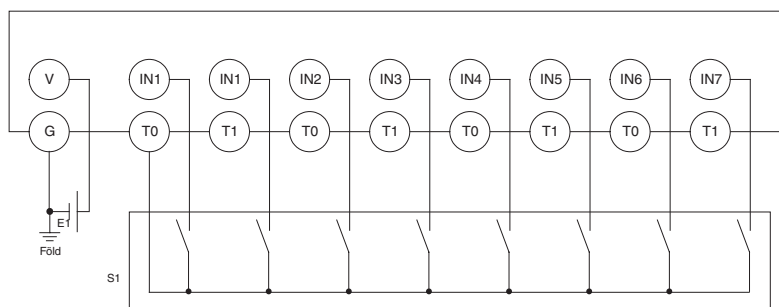 V IN1 IN1 IN2 IN3 IN4 IN5 IN6 IN7
G T0 T1 T0 T1 T0 T1 T0 T1
E1
Föld
S1